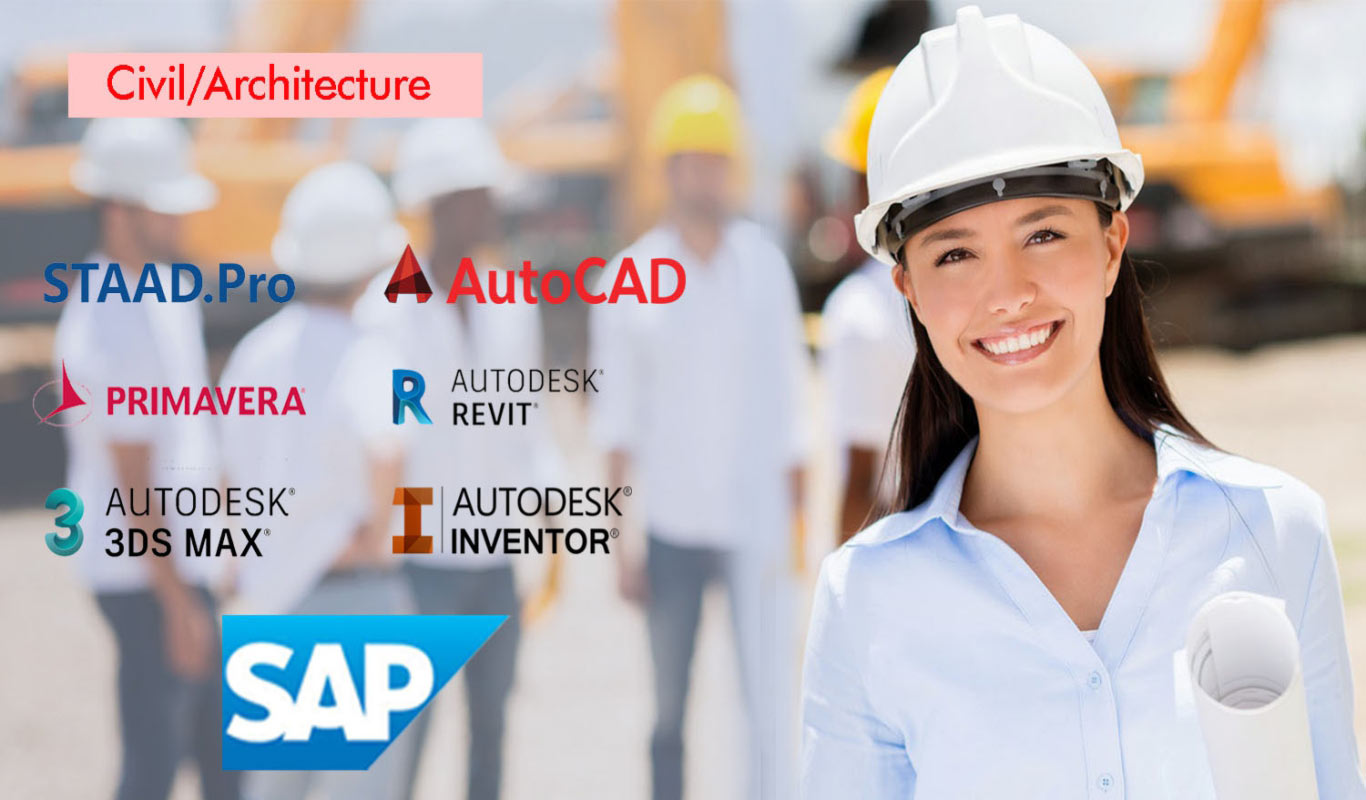 Civil/Architecture
STAAD.Pro
AutoCAD
PRIMAVERA®
AUTODESK®
REVIT®
AUTODESK®
3DS MAX®
AUTODESK®
INVENTOR®
SAP